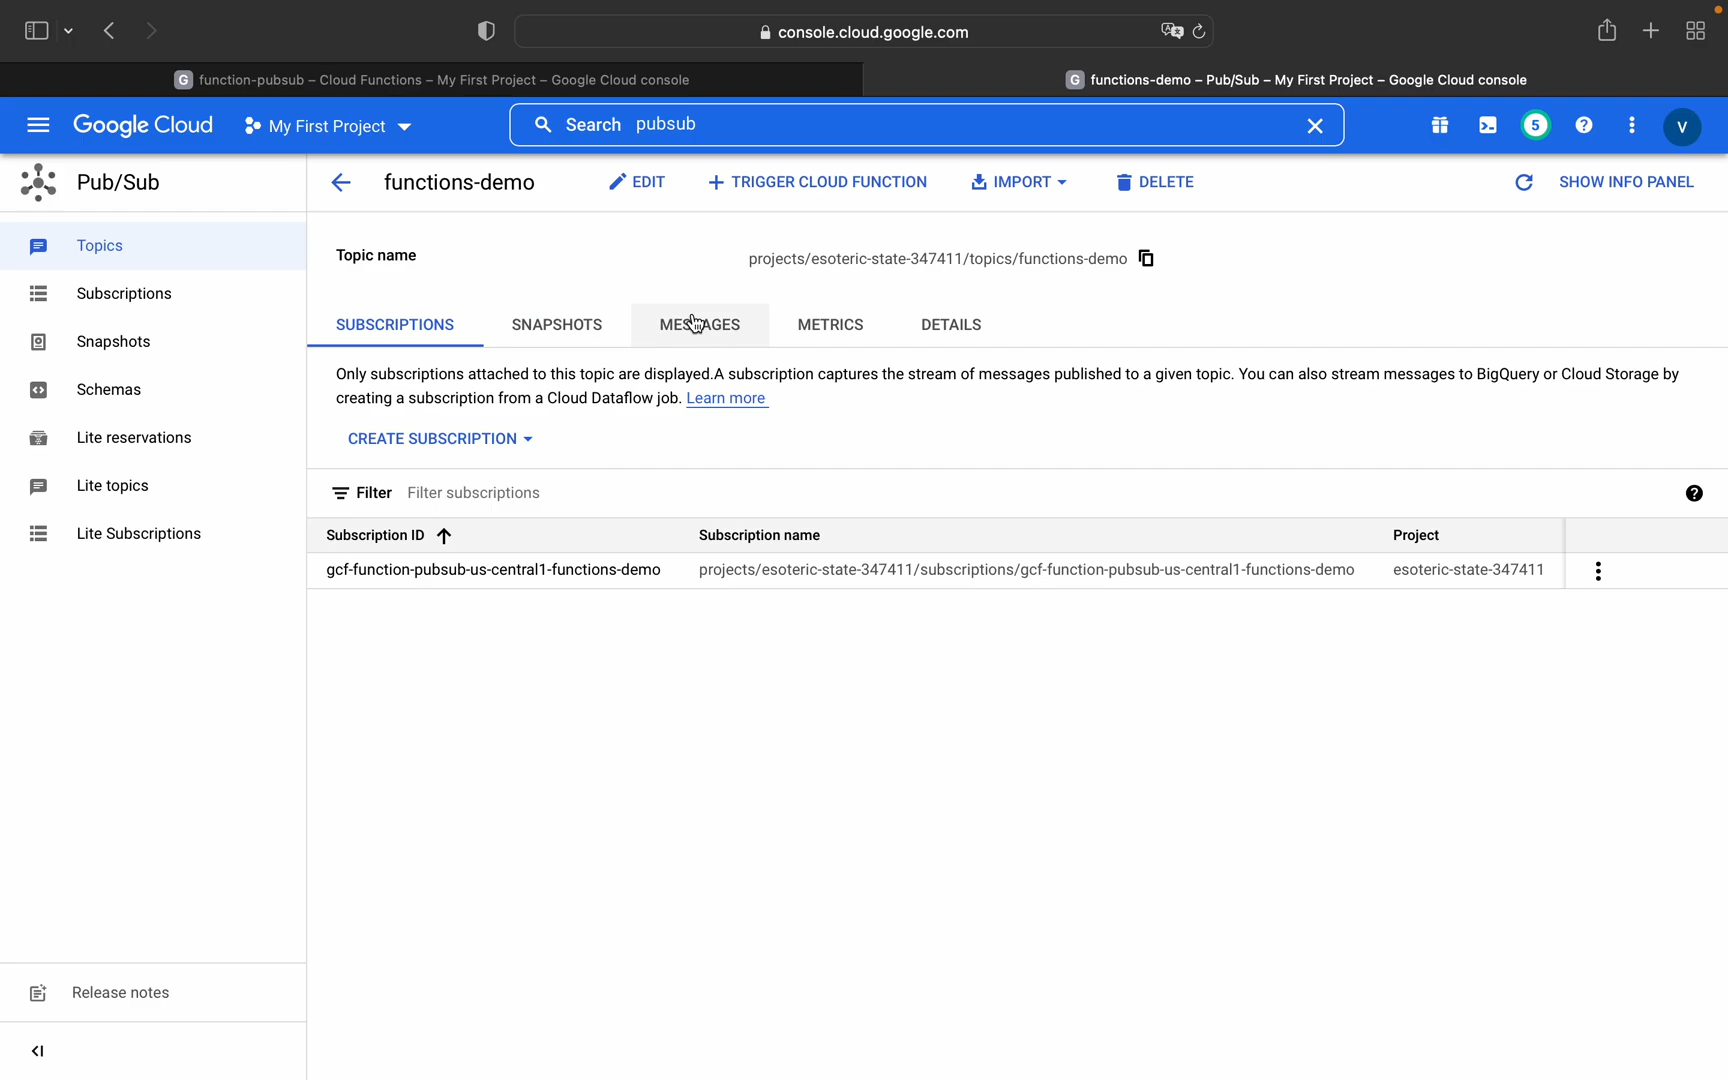 console.cloud.google.com
function-pubsub – Cloud Functions – My First Project – Google Cloud console
functions-demo – Pub/Sub – My First Project – Google Cloud console
Google Cloud
My First Project
Search pubsub
5
V
Pub/Sub
functions-demo
EDIT
TRIGGER CLOUD FUNCTION
IMPORT
DELETE
SHOW INFO PANEL
Topics
Subscriptions
Snapshots
Schemas
Lite reservations
Lite topics
Lite Subscriptions
Release notes
Topic name
projects/esoteric-state-347411/topics/functions-demo
SUBSCRIPTIONS
SNAPSHOTS
MESSAGES
METRICS
DETAILS
Only subscriptions attached to this topic are displayed.A subscription captures the stream of messages published to a given topic. You can also stream messages to BigQuery or Cloud Storage by
creating a subscription from a Cloud Dataflow job. Learn more
CREATE SUBSCRIPTION
Filter Filter subscriptions
Subscription ID
Subscription name
Project
gcf-function-pubsub-us-central1-functions-demo
projects/esoteric-state-347411/subscriptions/gcf-function-pubsub-us-central1-functions-demo
esoteric-state-347411